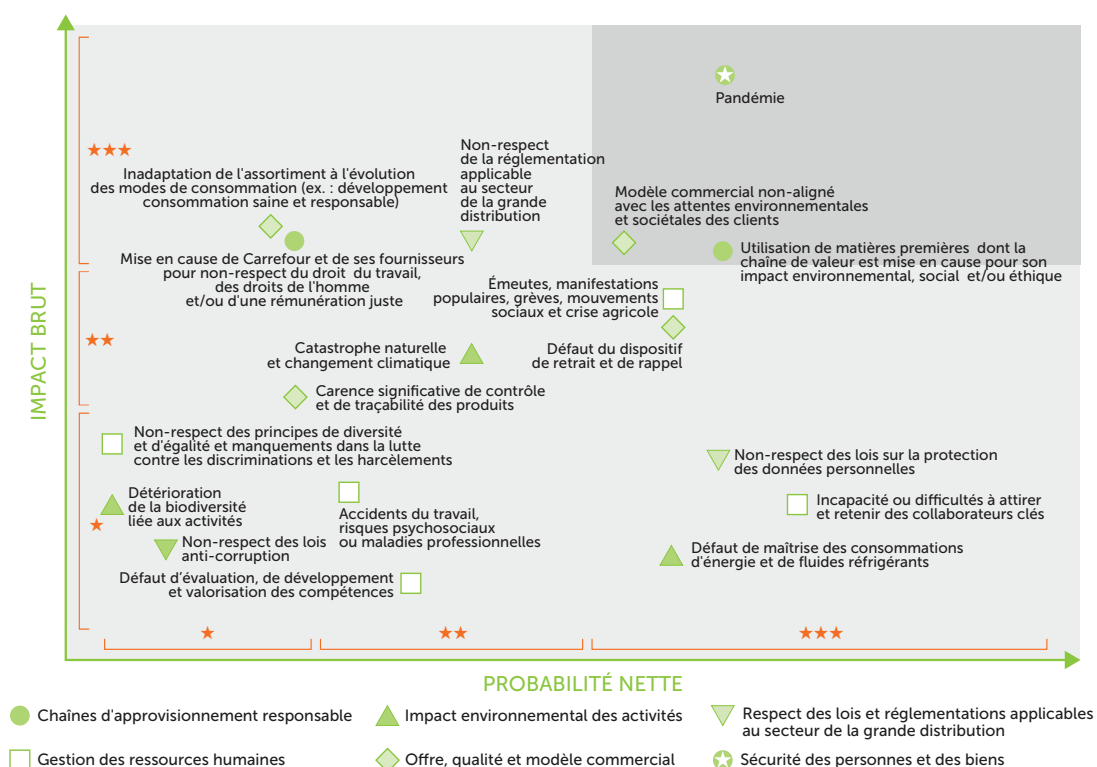 Pandémie
★★★
Non-respect
de la réglementation
applicable
au secteur
de la grande
distribution
Inadaptation de l'assortiment à l'évolution
des modes de consommation (ex. : développement
consommation saine et responsable)
Modèle commercial non-aligné
avec les attentes environnementales
et sociétales des clients
Mise en cause de Carrefour et de ses fournisseurs
pour non-respect du droit du travail,
des droits de l'homme
et/ou d'une rémunération juste
Utilisation de matières premières dont la
chaîne de valeur est mise en cause pour son
impact environnemental, social et/ou éthique
IMPACT BRUT
★★
Émeutes, manifestations
populaires, grèves, mouvements
sociaux et crise agricole
Catastrophe naturelle
et changement climatique
Défaut du dispositif
de retrait et de rappel
Carence significative de contrôle
et de traçabilité des produits
Non-respect des principes de diversité
et d'égalité et manquements dans la lutte
contre les discriminations et les harcèlements
Non-respect des lois sur la protection
des données personnelles
Détérioration
de la biodiversité
liée aux activités
★
Accidents du travail,
risques psychosociaux
ou maladies professionnelles
Incapacité ou difficultés à attirer
et retenir des collaborateurs clés
Non-respect des lois
anti-corruption
Défaut de maîtrise des consommations
d'énergie et de fluides réfrigérants
Défaut d'évaluation, de développement
et valorisation des compétences
★
★★
★★★
PROBABILITÉ NETTE
Chaînes d'approvisionnement responsable
Impact environnemental des activités
Respect des lois et réglementations applicables
au secteur de la grande distribution
Gestion des ressources humaines
Offre, qualité et modèle commercial
Sécurité des personnes et des biens